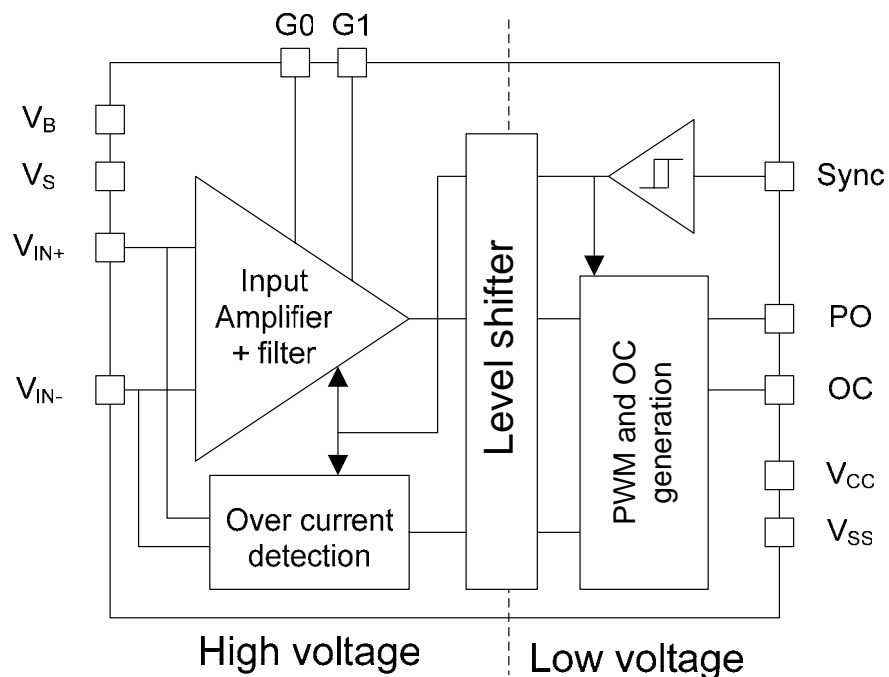 G0 G1
VB
VS
VIN+
VIN-
Input
Amplifier
+ filter
Over current
detection
Level shifter
PWM and OC
generation
Sync
PO
OC
VCC
VSS
High voltage
Low voltage